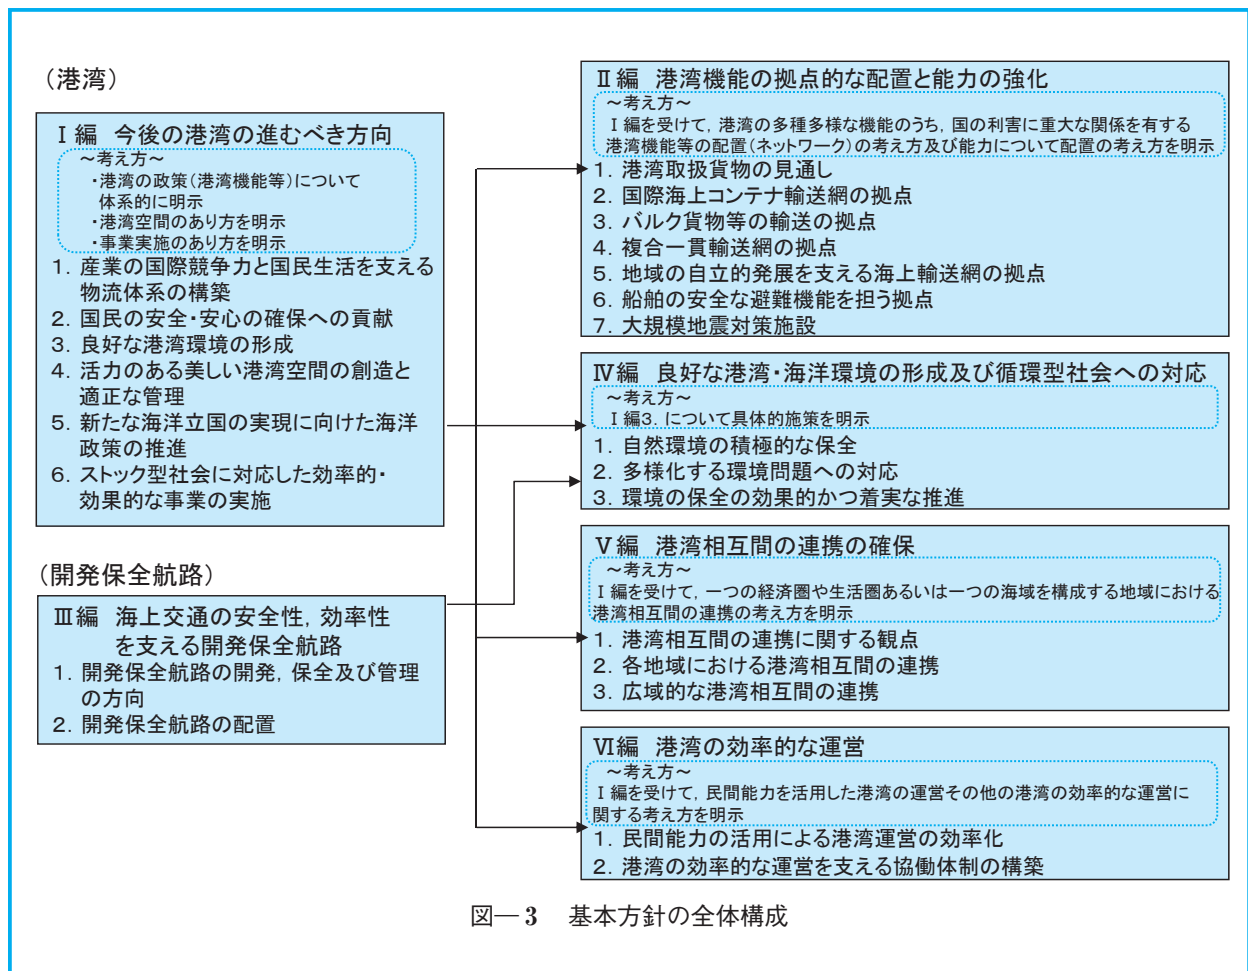 (港湾)
Ⅰ編 今後の港湾の進むべき方向
~考え方~
・港湾の政策(港湾機能等)について
体系的に明示
・港湾空間のあり方を明示
・事業実施のあり方を明示
1. 産業の国際競争力と国民生活を支える
物流体系の構築
2. 国民の安全・安心の確保への貢献
3. 良好な港湾環境の形成
4. 活力のある美しい港湾空間の創造と
適正な管理
5. 新たな海洋立国の実現に向けた海洋
政策の推進
6. ストック型社会に対応した効率的・
効果的な事業の実施
(開発保全航路)
Ⅲ編 海上交通の安全性,効率性
を支える開発保全航路
1. 開発保全航路の開発,保全及び管理
の方向
2. 開発保全航路の配置
Ⅱ編 港湾機能の拠点的な配置と能力の強化
~考え方~
Ⅰ編を受けて,港湾の多種多様な機能のうち,国の利害に重大な関係を有する
港湾機能等の配置(ネットワーク)の考え方及び能力について配置の考え方を明示
1. 港湾取扱貨物の見通し
2. 国際海上コンテナ輸送網の拠点
3. バルク貨物等の輸送の拠点
4. 複合一貫輸送網の拠点
5. 地域の自立的発展を支える海上輸送網の拠点
6. 船舶の安全な避難機能を担う拠点
7. 大規模地震対策施設
Ⅳ編 良好な港湾・海洋環境の形成及び循環型社会への対応
~考え方~
Ⅰ編3.について具体的施策を明示
1. 自然環境の積極的な保全
2. 多様化する環境問題への対応
3. 環境の保全の効果的かつ着実な推進
Ⅴ編 港湾相互間の連携の確保
~考え方~
Ⅰ編を受けて,一つの経済圏や生活圏あるいは一つの海域を構成する地域における
港湾相互間の連携の考え方を明示
1. 港湾相互間の連携に関する観点
2. 各地域における港湾相互間の連携
3. 広域的な港湾相互間の連携
Ⅵ編 港湾の効率的な運営
~考え方~
Ⅰ編を受けて,民間能力を活用した港湾の運営その他の港湾の効率的な運営に
関する考え方を明示
1. 民間能力の活用による港湾運営の効率化
2. 港湾の効率的な運営を支える協働体制の構築
図―3 基本方針の全体構成